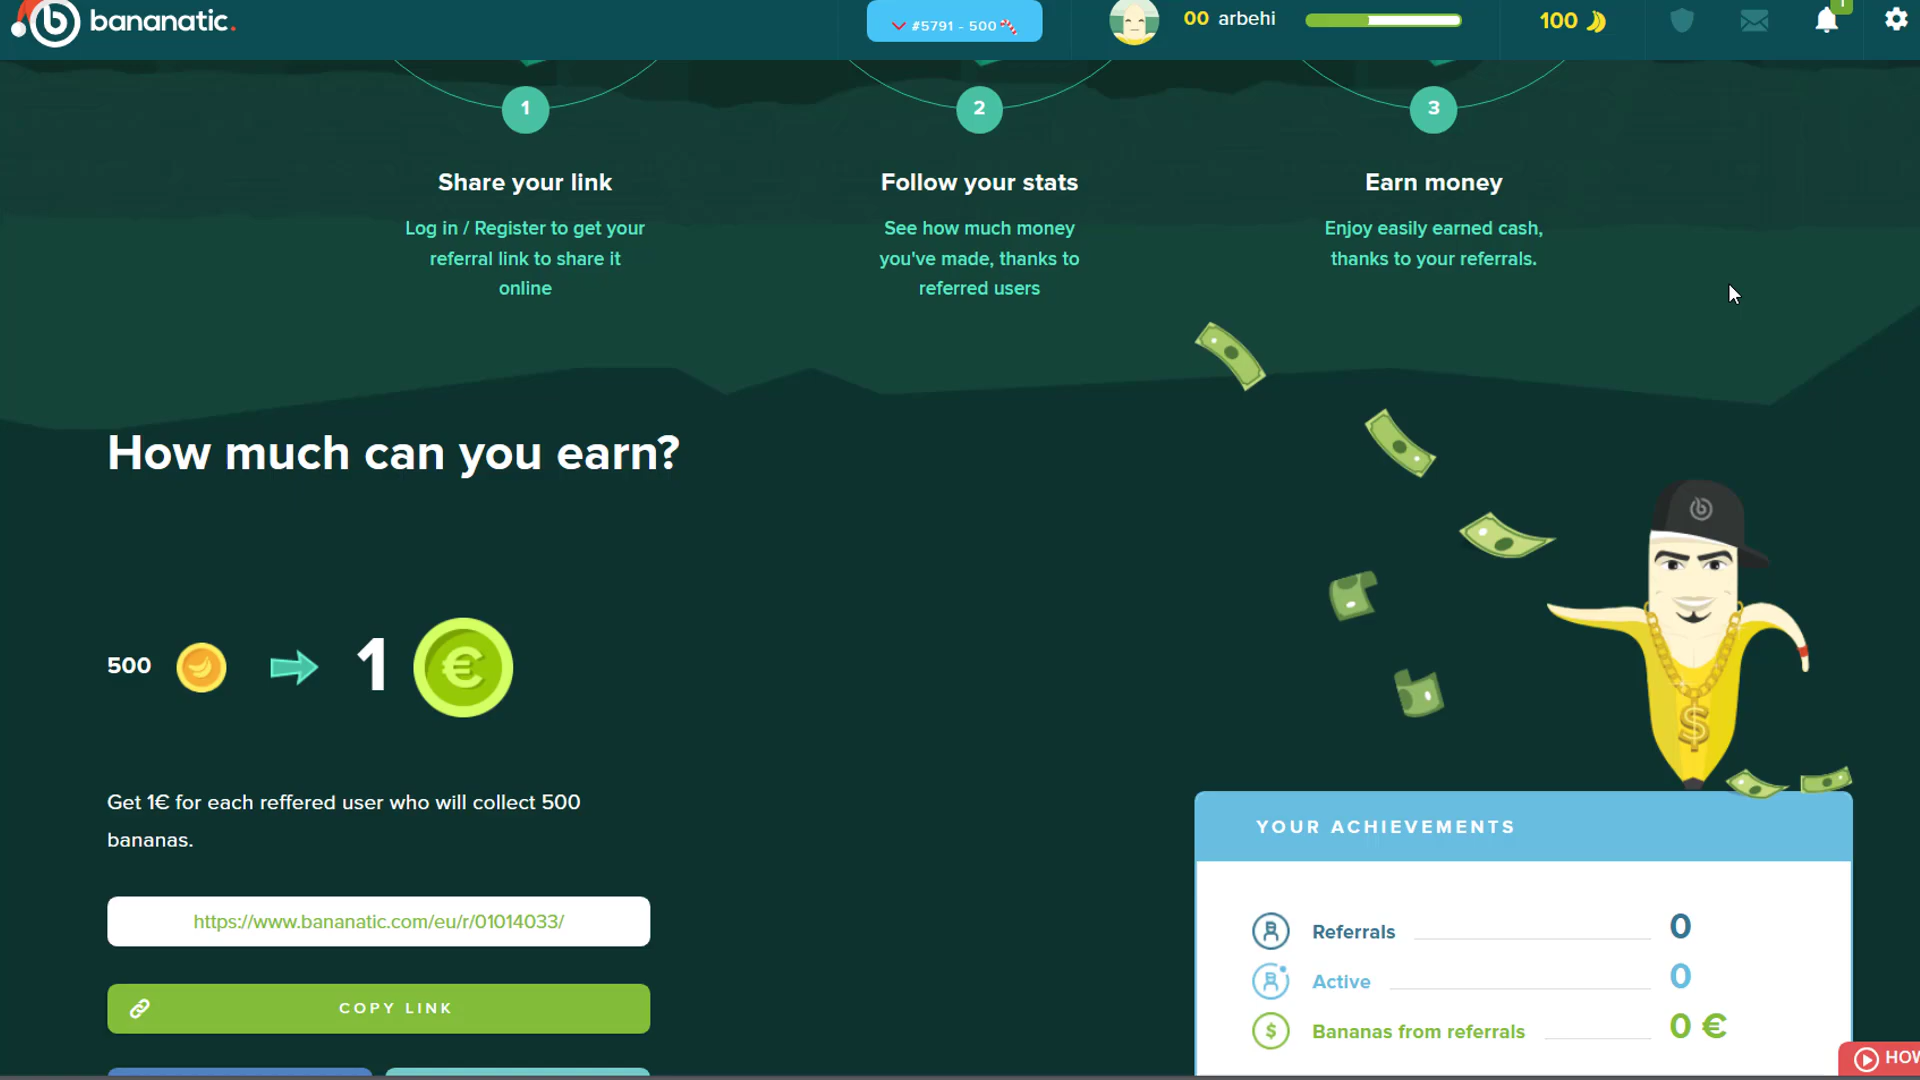 bananatic.
#5791 - 500
00 arbehi
100
1
1
2
3
Share your link
Follow your stats
Earn money
Log in / Register to get your
referral link to share it
online
See how much money
you've made, thanks to
referred users
Enjoy easily earned cash,
thanks to your referrals.
How much can you earn?
500
1 €
$
Get 1€ for each reffered user who will collect 500
bananas.
https://www.bananatic.com/eu/r/01014033/
COPY LINK
YOUR ACHIEVEMENTS
Referrals 0
Active 0
$ Bananas from referrals 0 €
HOW